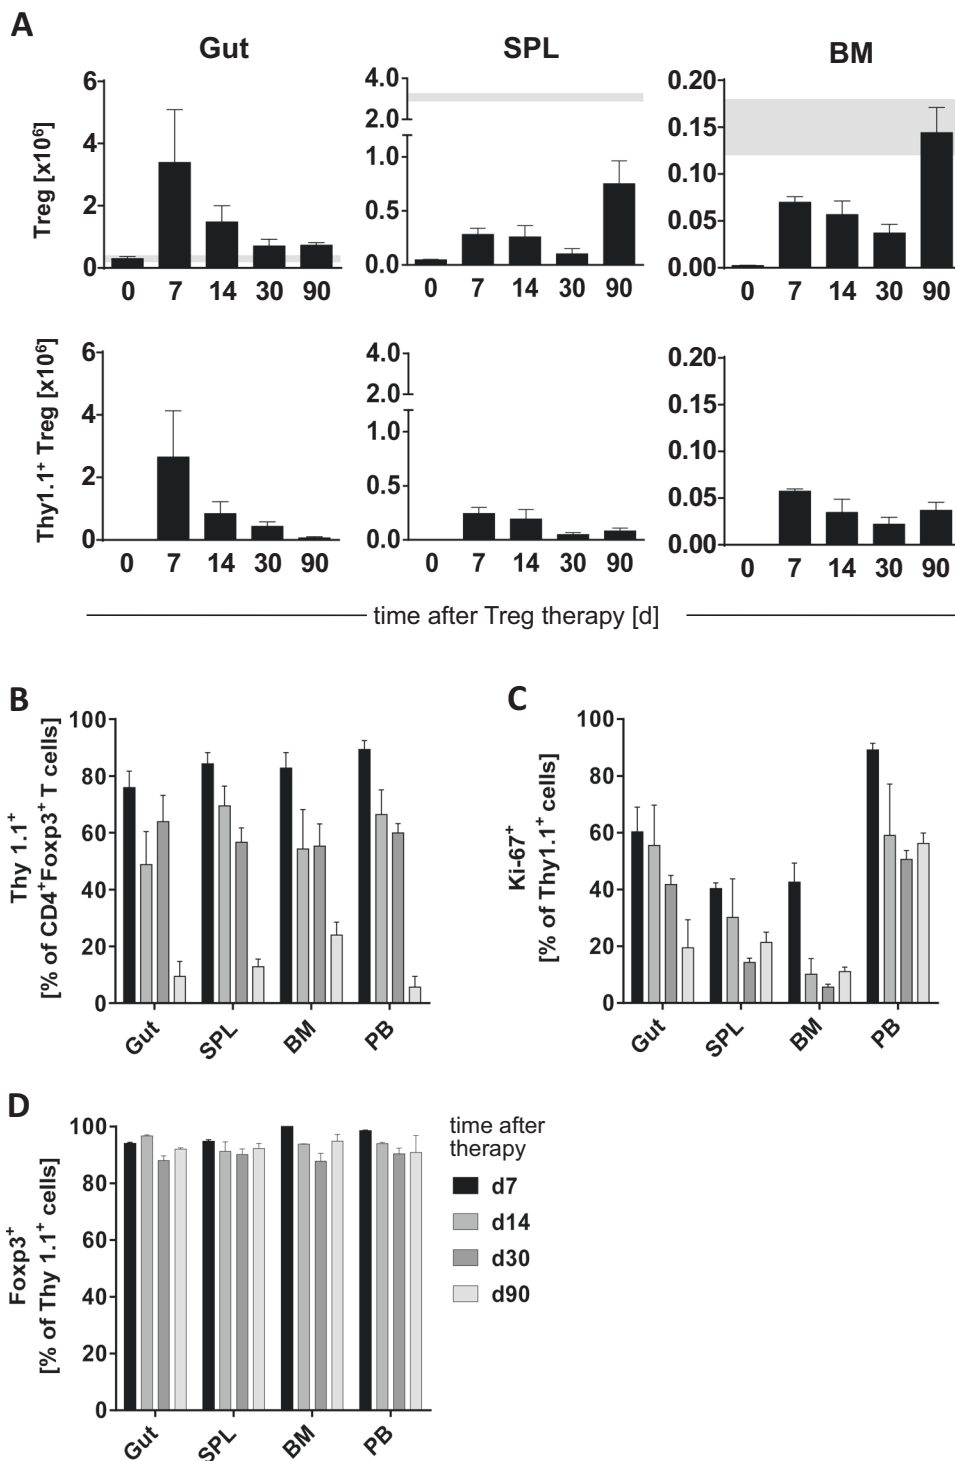 A
Gut
SPL
BM
Treg [x10⁶]
6
4
2
0
0 7 14 30 90
4.0
2.0
1.0
0.5
0.0
0 7 14 30 90
0.20
0.15
0.10
0.05
0.00
0 7 14 30 90
Thy1.1⁺ Treg [x10⁶]
6
4
2
0
0 7 14 30 90
4.0
2.0
1.0
0.5
0.0
0 7 14 30 90
0.20
0.15
0.10
0.05
0.00
0 7 14 30 90
time after Treg therapy [d]
B
Thy 1.1⁺
[% of CD4⁺Foxp3⁺ T cells]
100
80
60
40
20
0
Gut SPL BM PB
C
Ki-67⁺
[% of Thy1.1⁺ cells]
100
80
60
40
20
0
Gut SPL BM PB
D
Foxp3⁺
[% of Thy 1.1⁺ cells]
100
80
60
40
20
0
Gut SPL BM PB
time after
therapy
d7
d14
d30
d90